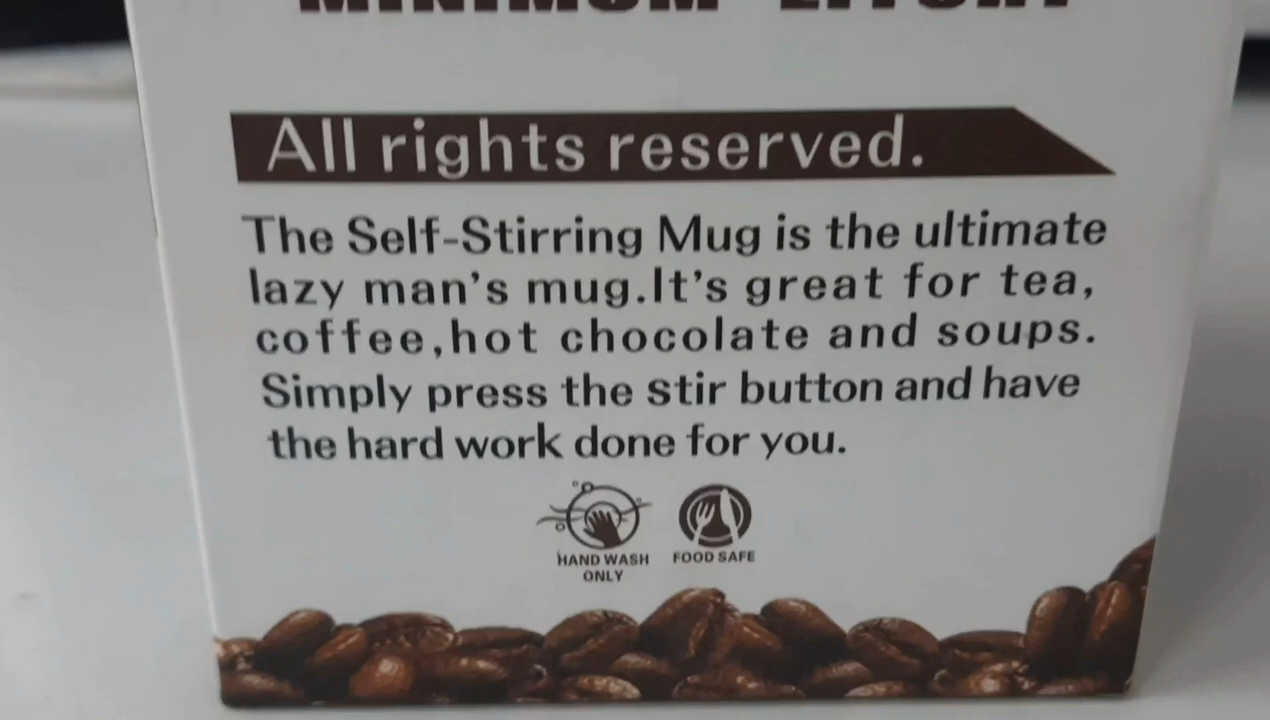 MINIMUM EFFORT
All rights reserved.
The Self-Stirring Mug is the ultimate
lazy man's mug.It's great for tea,
coffee,hot chocolate and soups.
Simply press the stir button and have
the hard work done for you.
HAND WASH
ONLY
FOOD SAFE